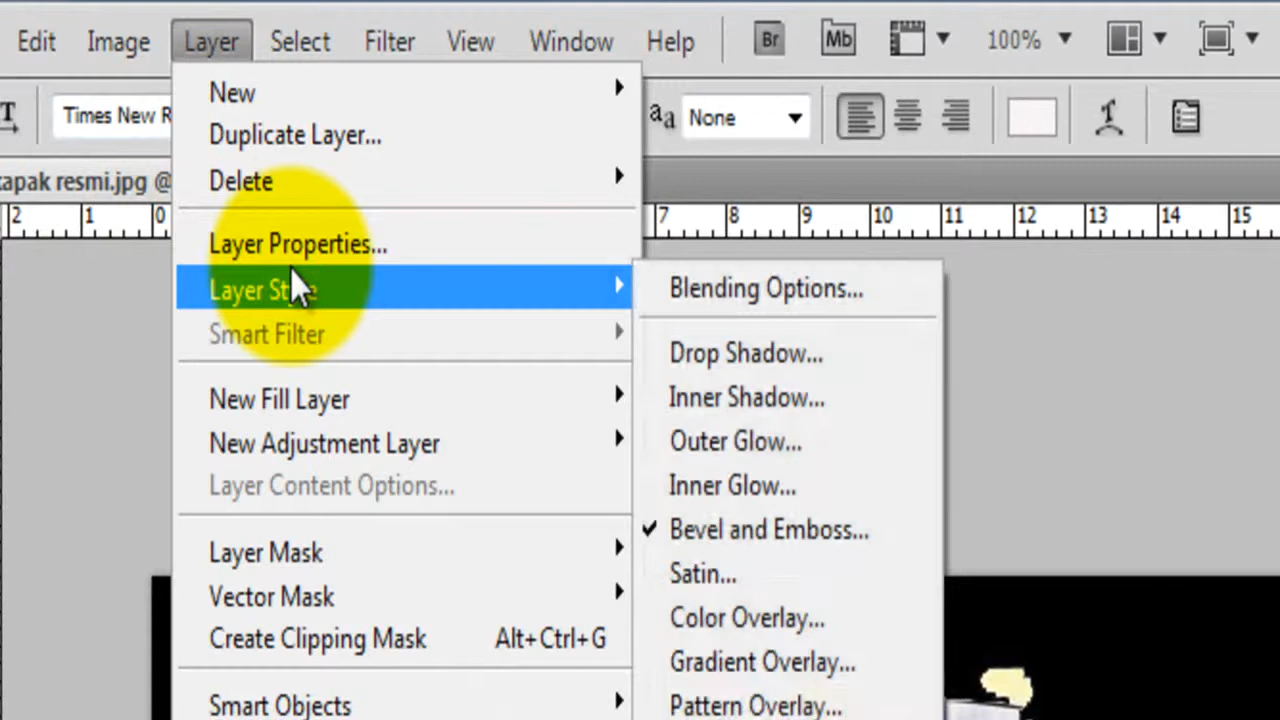 Edit Image Layer Select Filter View Window Help Br Mb 100%
T Times New R aa None
kapak resmi.jpg @
2 1 0 7 8 9 10 11 12 13 14 15
New
Duplicate Layer...
Delete
Layer Properties...
Layer Style
Smart Filter
New Fill Layer
New Adjustment Layer
Layer Content Options...
Layer Mask
Vector Mask
Create Clipping Mask Alt+Ctrl+G
Smart Objects
Blending Options...
Drop Shadow...
Inner Shadow...
Outer Glow...
Inner Glow...
Bevel and Emboss...
Satin...
Color Overlay...
Gradient Overlay...
Pattern Overlay...